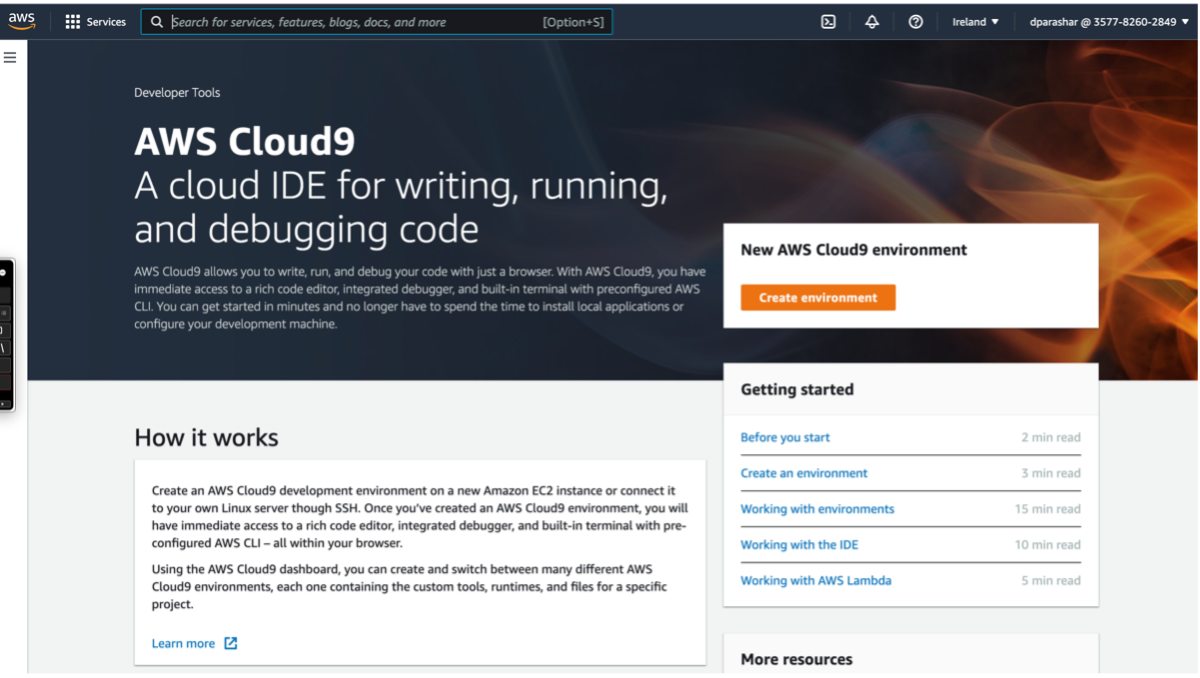 aws
Services
Search for services, features, blogs, docs, and more
[Option+S]
Ireland ▼
dparashar @ 3577-8260-2849 ▼
Developer Tools
AWS Cloud9
A cloud IDE for writing, running,
and debugging code
AWS Cloud9 allows you to write, run, and debug your code with just a browser. With AWS Cloud9, you have
immediate access to a rich code editor, integrated debugger, and built-in terminal with preconfigured AWS
CLI. You can get started in minutes and no longer have to spend the time to install local applications or
configure your development machine.
New AWS Cloud9 environment
Create environment
Getting started
Before you start
2 min read
Create an environment
3 min read
Working with environments
15 min read
Working with the IDE
10 min read
Working with AWS Lambda
5 min read
More resources
How it works
Create an AWS Cloud9 development environment on a new Amazon EC2 instance or connect it
to your own Linux server though SSH. Once you've created an AWS Cloud9 environment, you will
have immediate access to a rich code editor, integrated debugger, and built-in terminal with pre-
configured AWS CLI – all within your browser.
Using the AWS Cloud9 dashboard, you can create and switch between many different AWS
Cloud9 environments, each one containing the custom tools, runtimes, and files for a specific
project.
Learn more